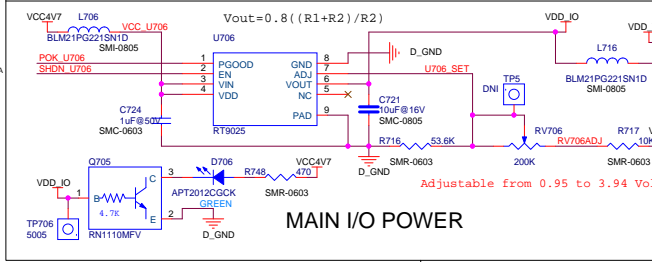 Vout=0.8((R1+R2)/R2)
VCC4V7
L706
VCC_U706
BLM21PG221SN1D
SMI-0805
U706
VDD_IO
VDD_
L716
BLM21PG221SN1D
SMI-0805
POK_U706
SHDN_U706
1 PGOOD
2 EN
3 VIN
4 VDD
GND 8
ADJ 7
VOUT 6
NC 5
PAD 9
RT9025
D_GND
U706_SET
TP5
DNI
A
C724
1uF@50V
SMC-0603
C721
10uF@16V
SMC-0805
R716
53.6K
SMR-0603
D_GND
RV706
200K
RV706ADJ
R717
10K
SMR-0603
Adjustable from 0.95 to 3.94 Vol
Q705
VDD_IO
1
B
C
E
3
2
4.7K
RN1110MFV
TP706
5005
D706
APT2012CGCK
GREEN
R748
470
SMR-0603
VCC4V7
D_GND
MAIN I/O POWER